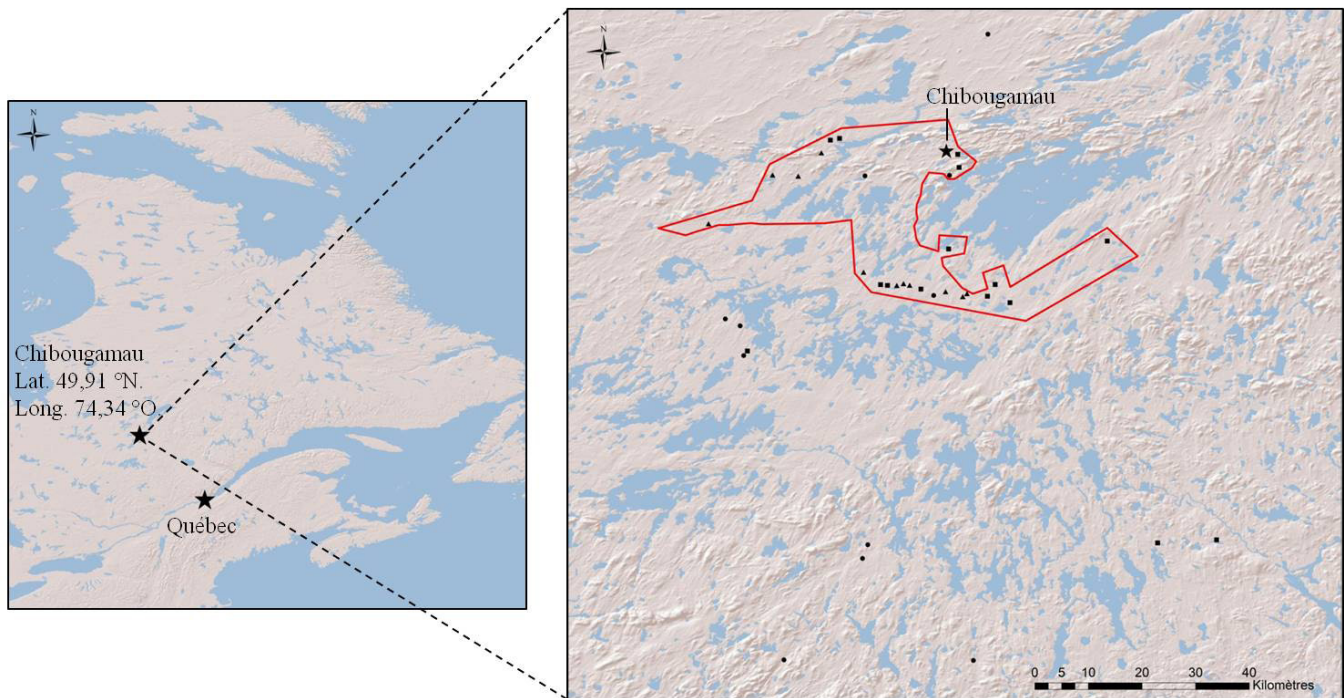 N
Chibougamau
Lat. 49,91 °N.
Long. 74,34 °O.
Québec
N
Chibougamau
0 5 10 20 30 40
Kilomètres